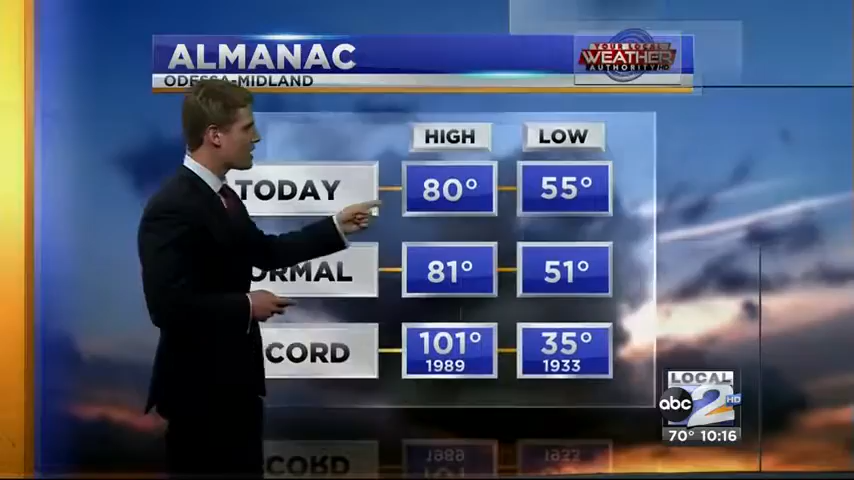 ALMANAC
ODESSA-MIDLAND
YOUR LOCAL
WEATHER
AUTHORITY HD
HIGH LOW
TODAY 80° 55°
ORMAL 81° 51°
CORD 101° 35°
1989 1933
LOCAL
abc 2 HD
70° 10:16